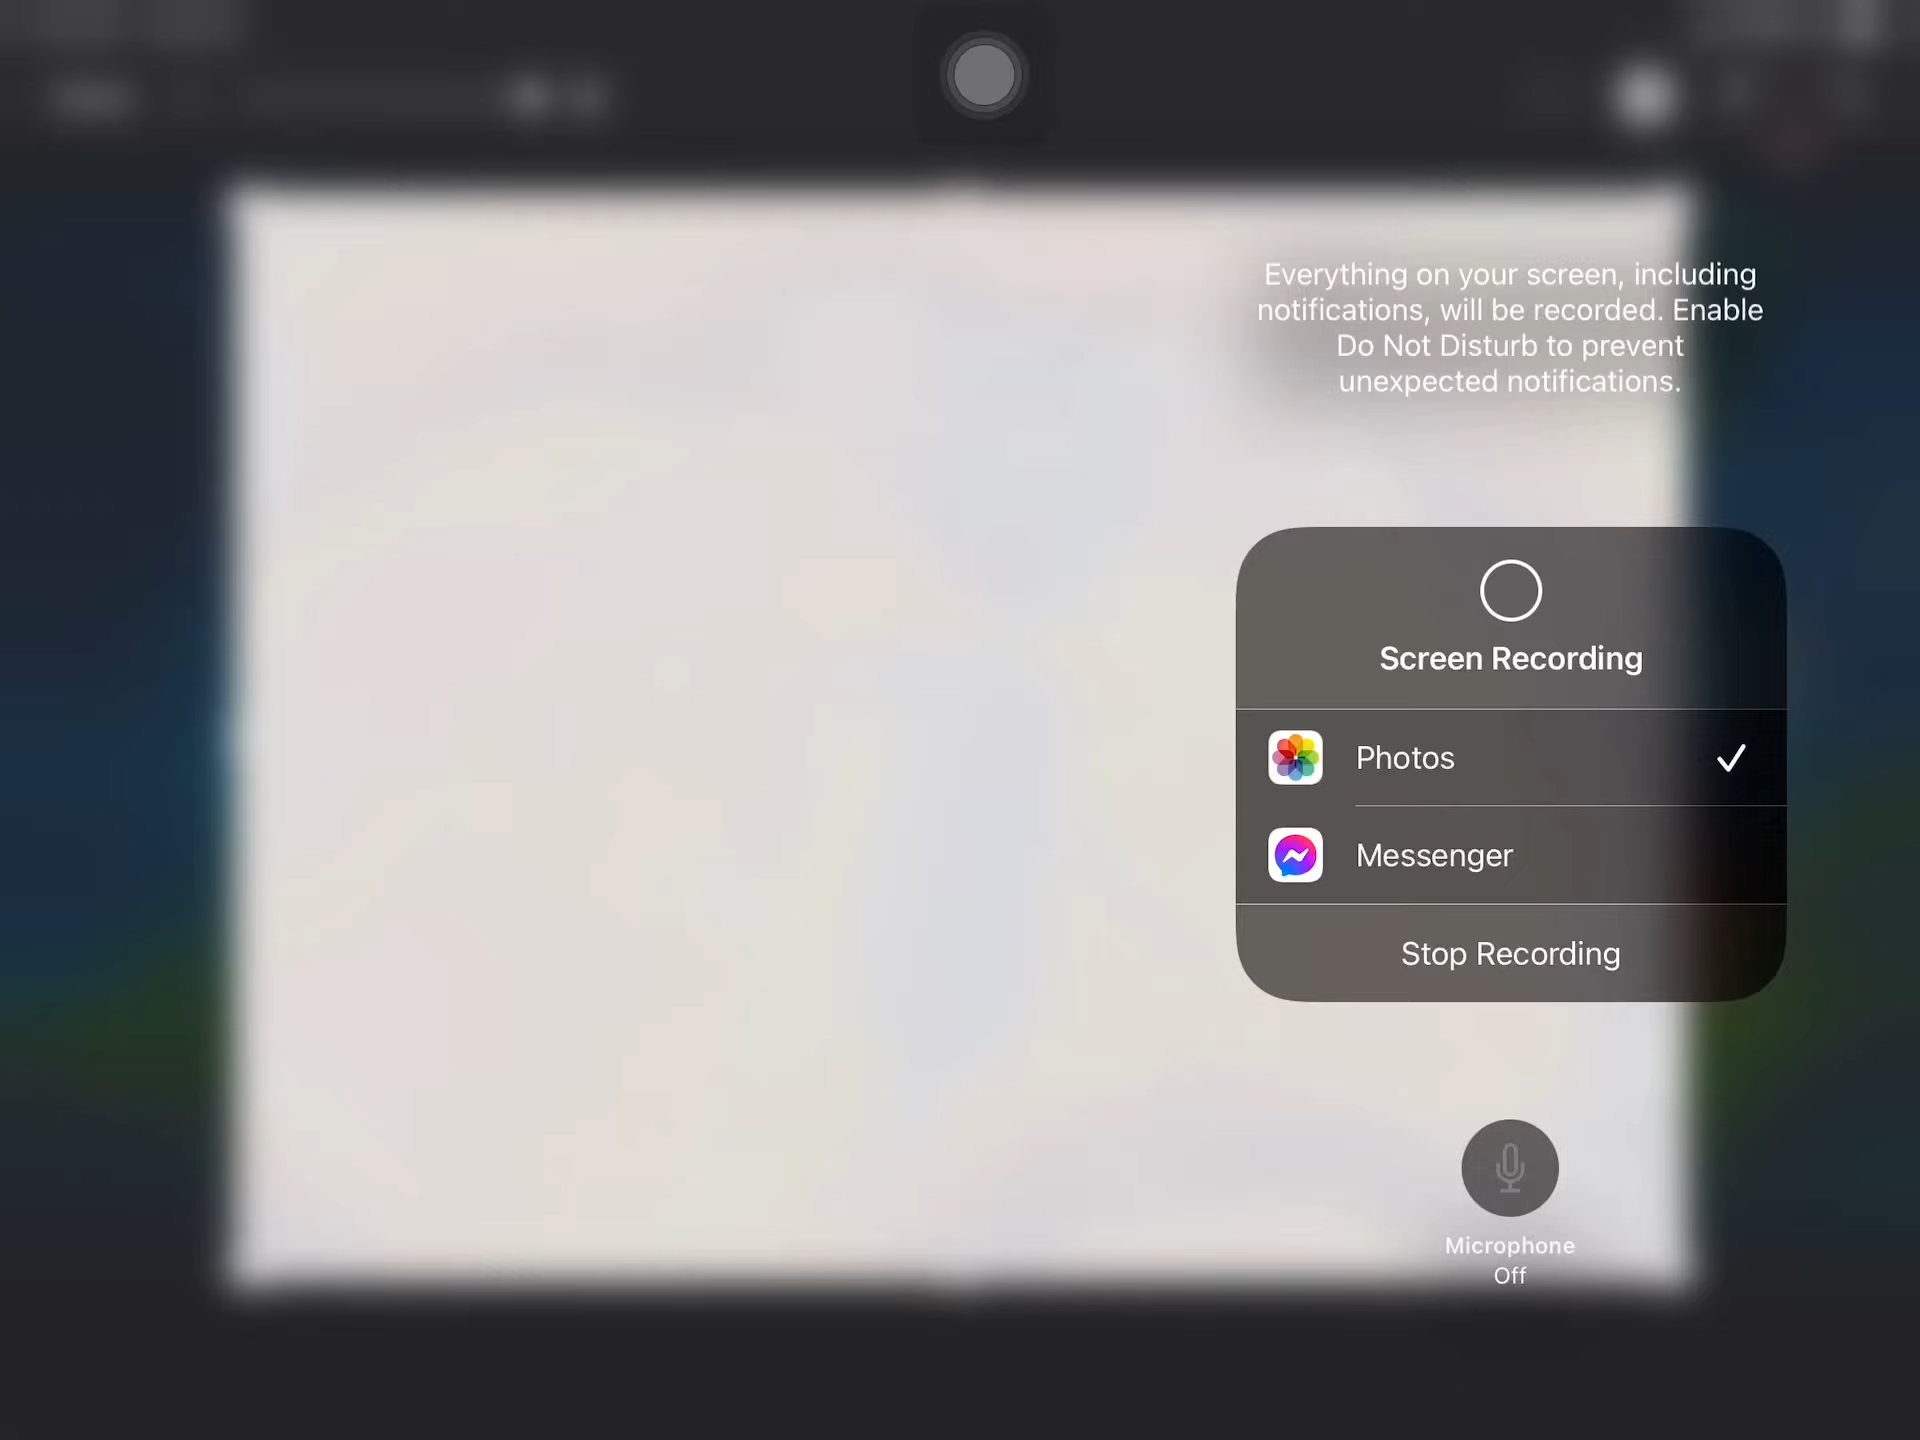 Everything on your screen, including
notifications, will be recorded. Enable
Do Not Disturb to prevent
unexpected notifications.
Screen Recording
Photos
Messenger
Stop Recording
Microphone
Off